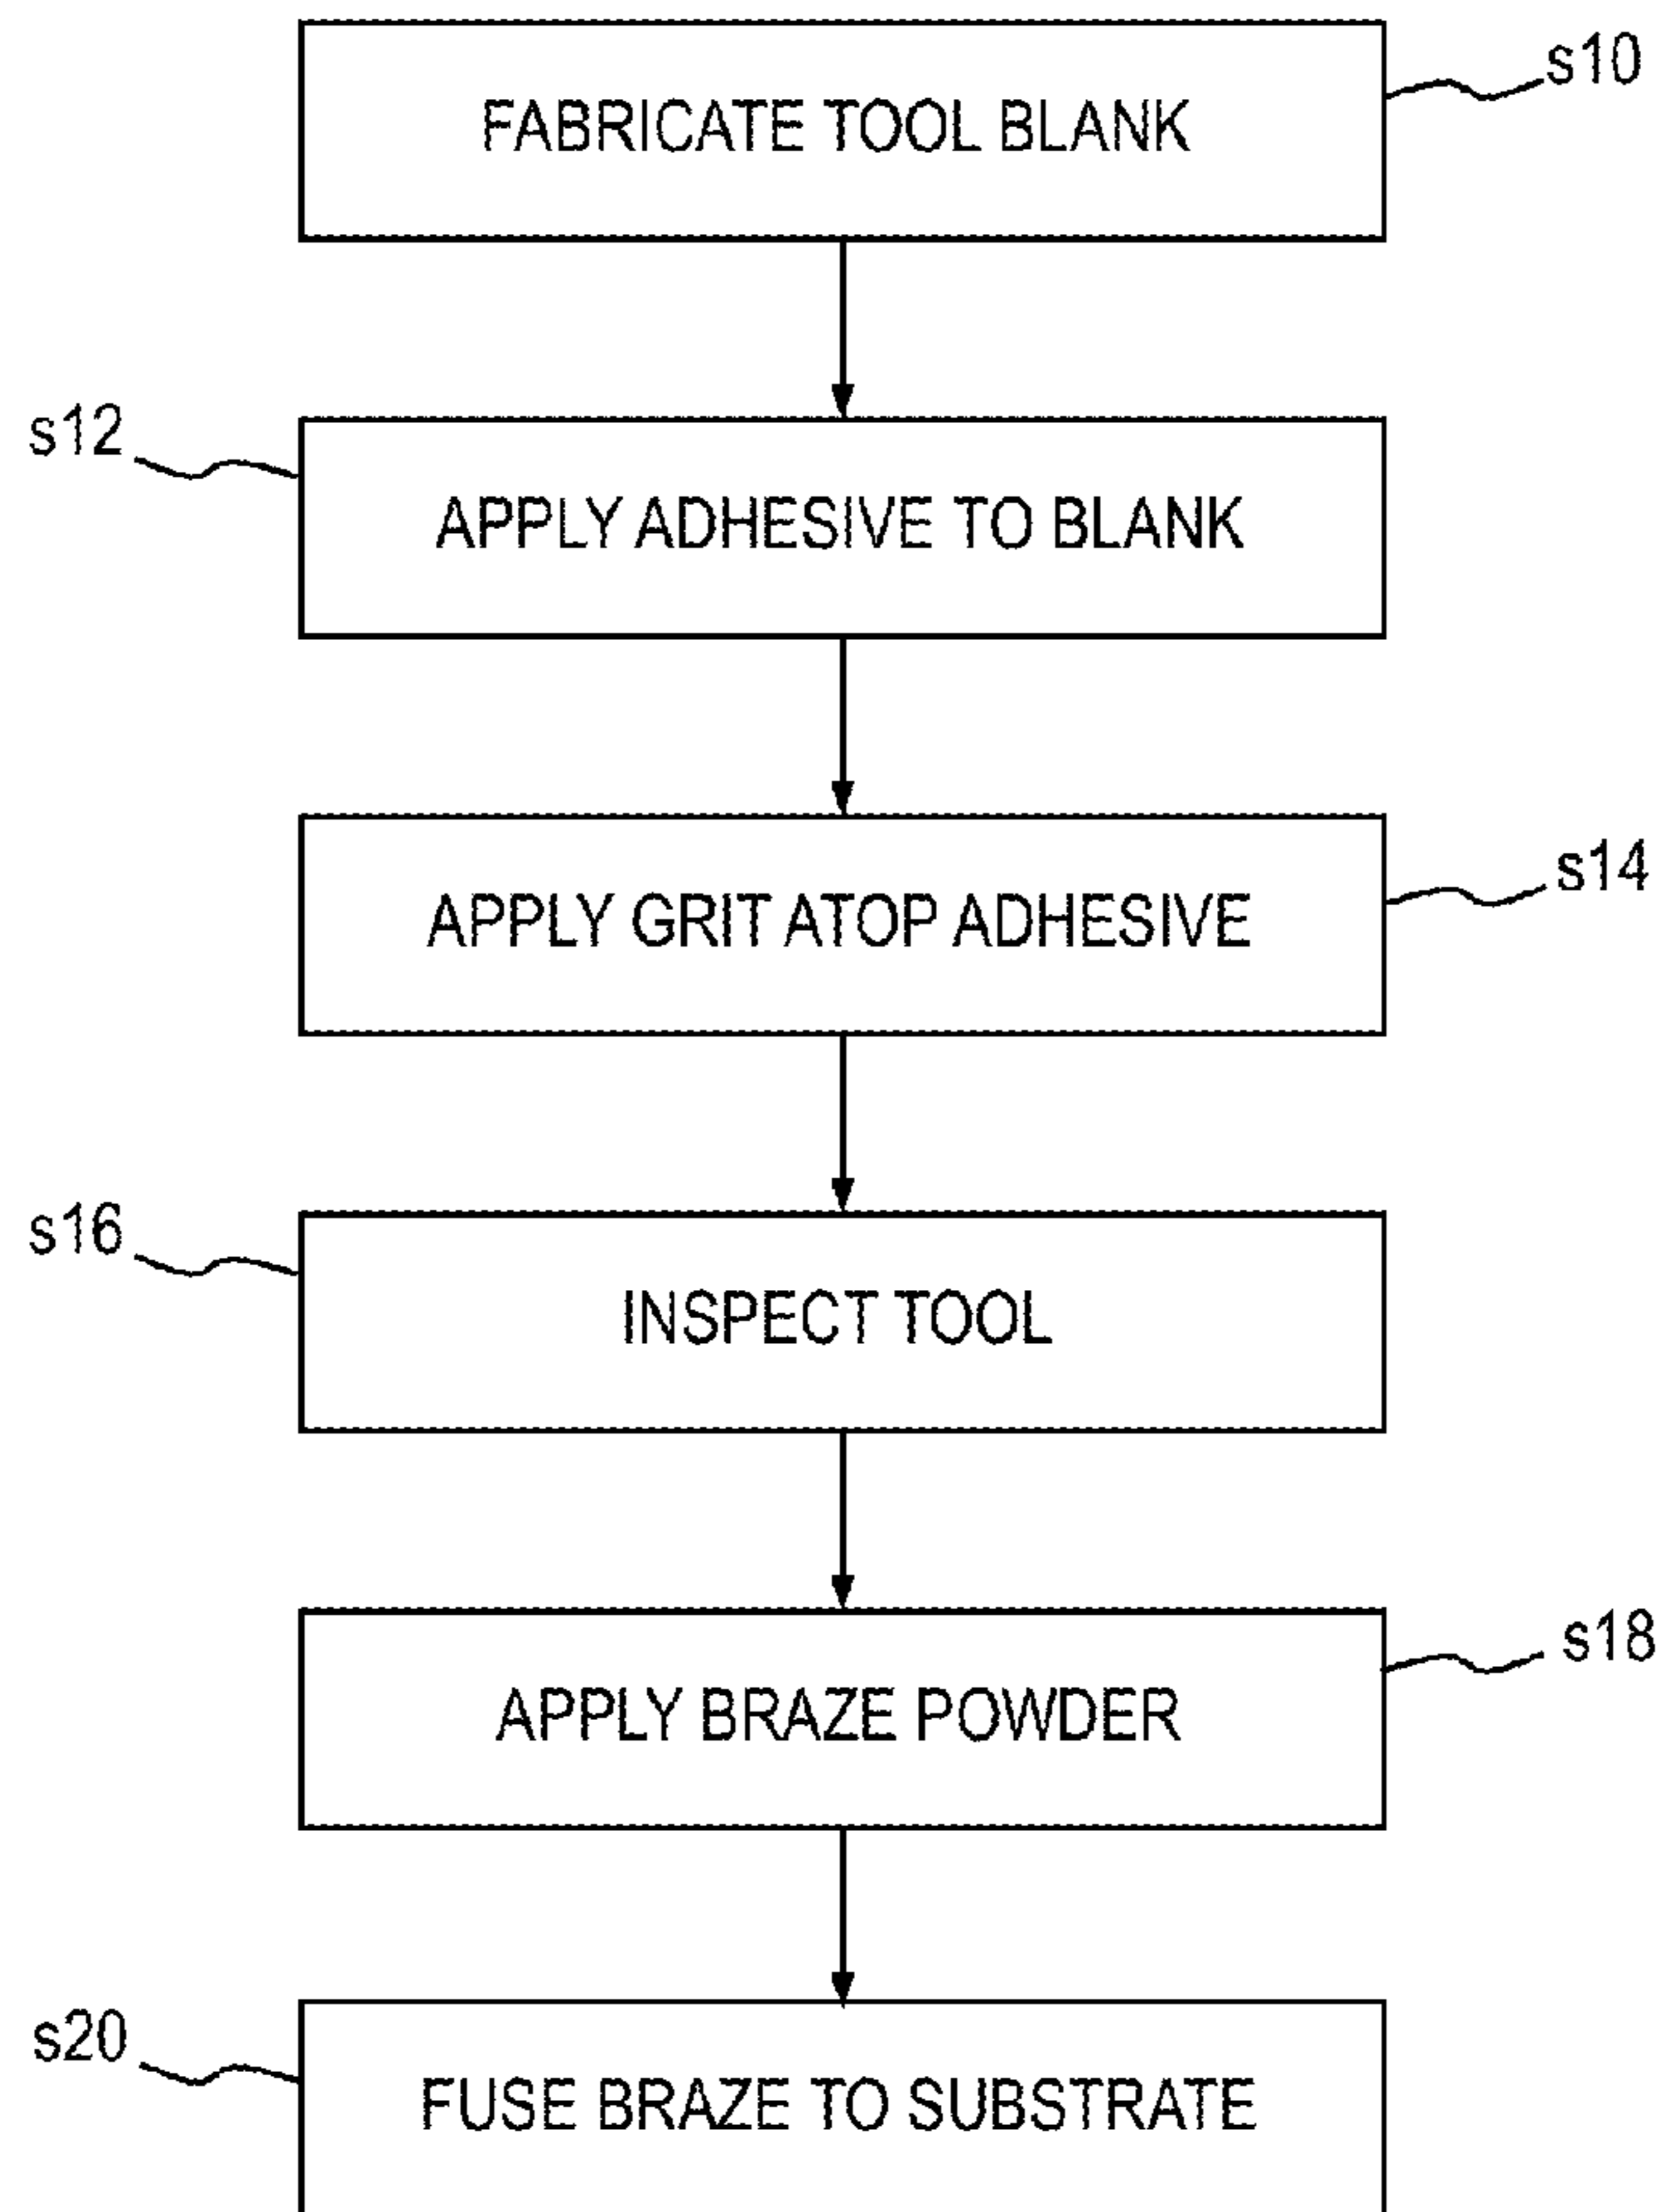 FABRICATE TOOL BLANK
s10
s12
APPLY ADHESIVE TO BLANK
APPLY GRIT ATOP ADHESIVE
s14
s16
INSPECT TOOL
APPLY BRAZE POWDER
s18
s20
FUSE BRAZE TO SUBSTRATE